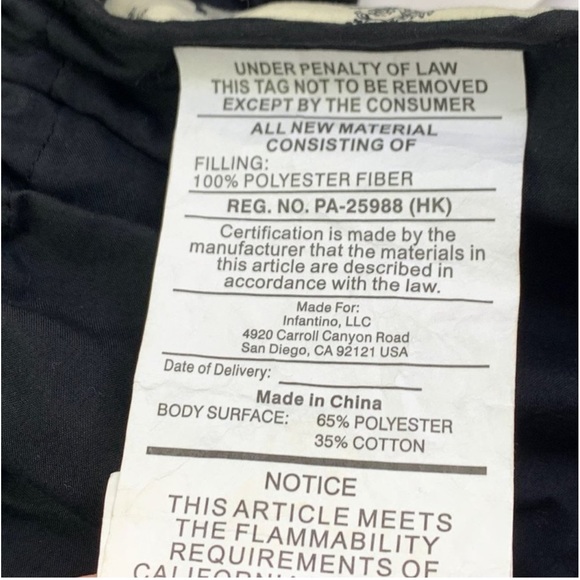 UNDER PENALTY OF LAW
THIS TAG NOT TO BE REMOVED
EXCEPT BY THE CONSUMER
ALL NEW MATERIAL
CONSISTING OF
FILLING:
100% POLYESTER FIBER
REG. NO. PA-25988 (HK)
Certification is made by the
manufacturer that the materials in
this article are described in
accordance with the law.
Made For:
Infantino, LLC
4920 Carroll Canyon Road
San Diego, CA 92121 USA
Date of Delivery:
Made in China
BODY SURFACE: 65% POLYESTER
35% COTTON
NOTICE
THIS ARTICLE MEETS
THE FLAMMABILITY
REQUIREMENTS OF